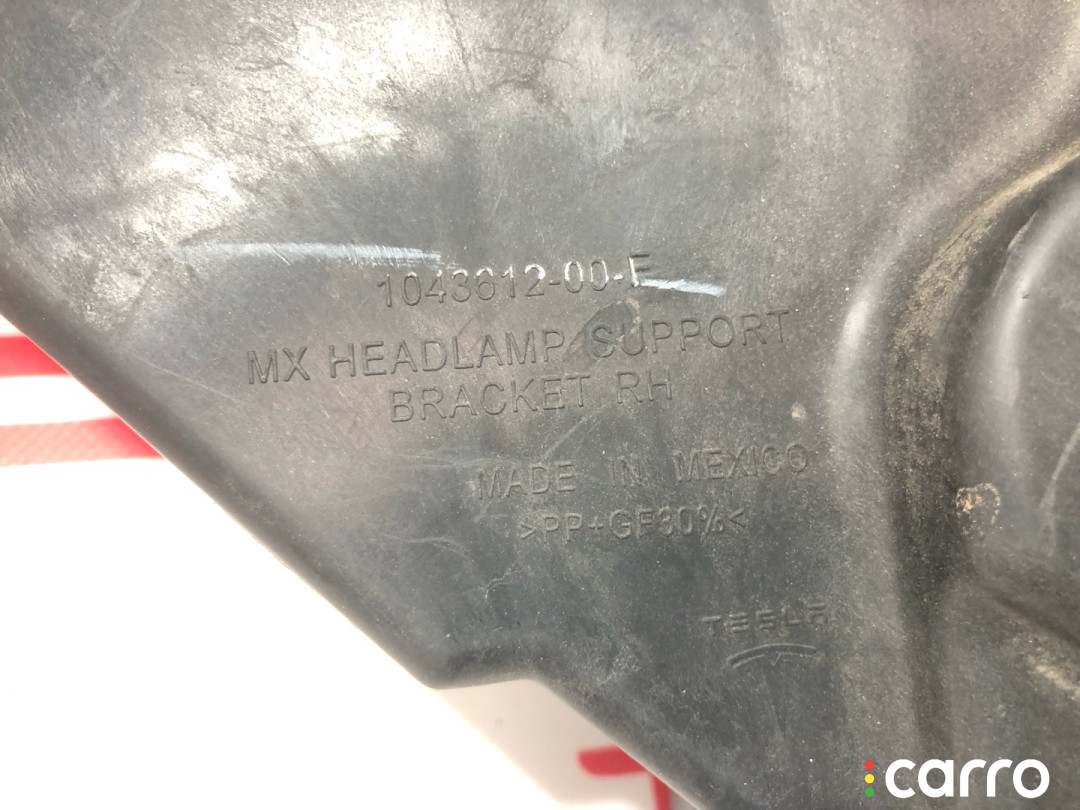 1043612-00-F
MX HEADLAMP SUPPORT
BRACKET RH
MADE IN MEXICO
>PP+GF30%<
TESLA
carro